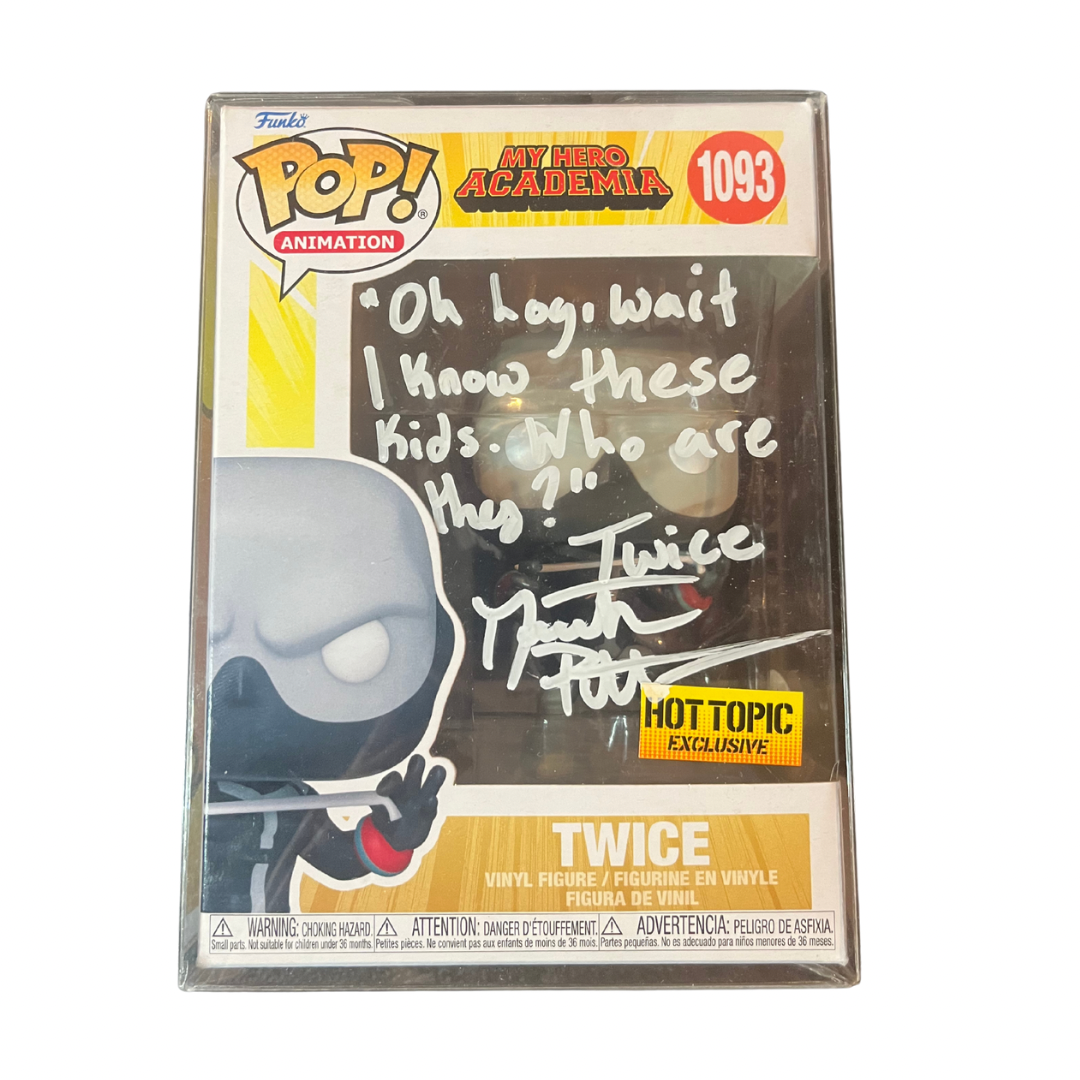 Funko
POP!®
ANIMATION
MY HERO
ACADEMIA
1093
"Oh hey, wait
I Know these
Kids. Who are
they?"
Twice
HOT TOPIC
EXCLUSIVE
TWICE
VINYL FIGURE / FIGURINE EN VINYLE
FIGURA DE VINIL
WARNING: CHOKING HAZARD.
Small parts. Not suitable for children under 36 months.
ATTENTION: DANGER D'ÉTOUFFEMENT.
Petites pièces. Ne convient pas aux enfants de moins de 36 mois.
ADVERTENCIA: PELIGRO DE ASFIXIA.
Partes pequeñas. No es adecuado para niños menores de 36 meses.